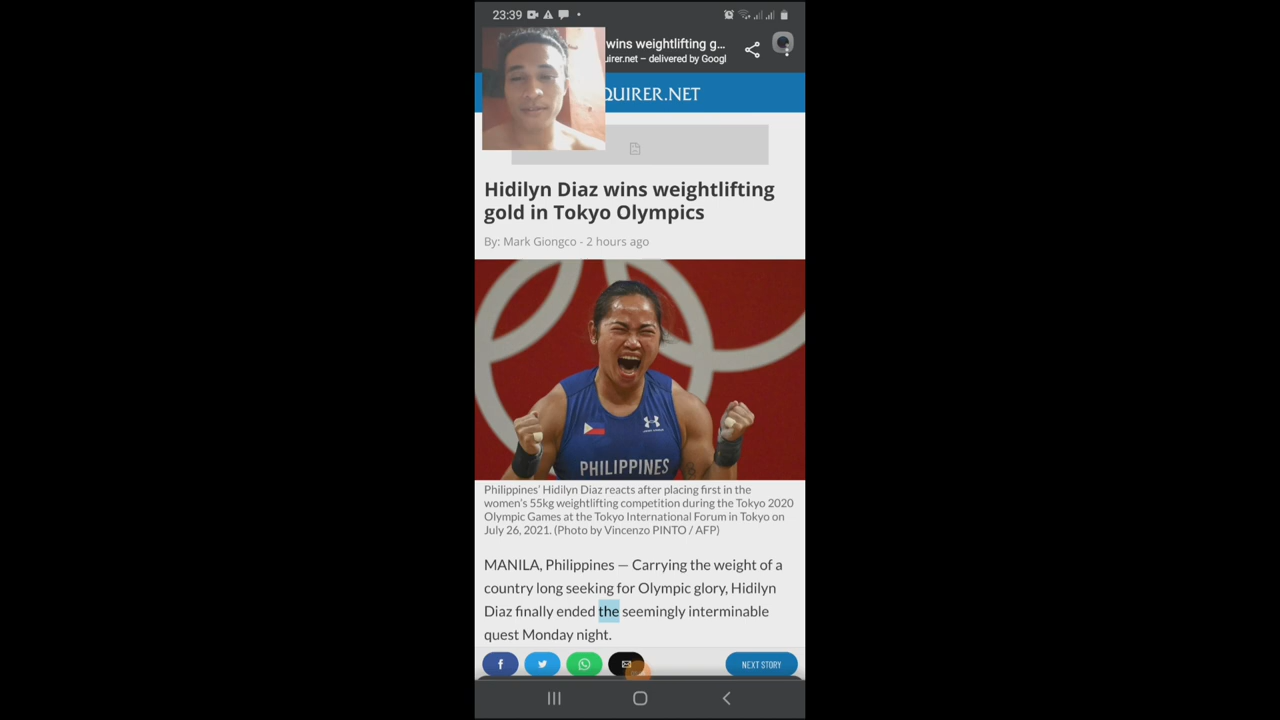 23:39
wins weightlifting g...
uirer.net – delivered by Googl
QUIRER.NET
Hidilyn Diaz wins weightlifting
gold in Tokyo Olympics
By: Mark Giongco - 2 hours ago
PHILIPPINES
Philippines' Hidilyn Diaz reacts after placing first in the
women's 55kg weightlifting competition during the Tokyo 2020
Olympic Games at the Tokyo International Forum in Tokyo on
July 26, 2021. (Photo by Vincenzo PINTO / AFP)
MANILA, Philippines — Carrying the weight of a
country long seeking for Olympic glory, Hidilyn
Diaz finally ended the seemingly interminable
quest Monday night.
NEXT STORY